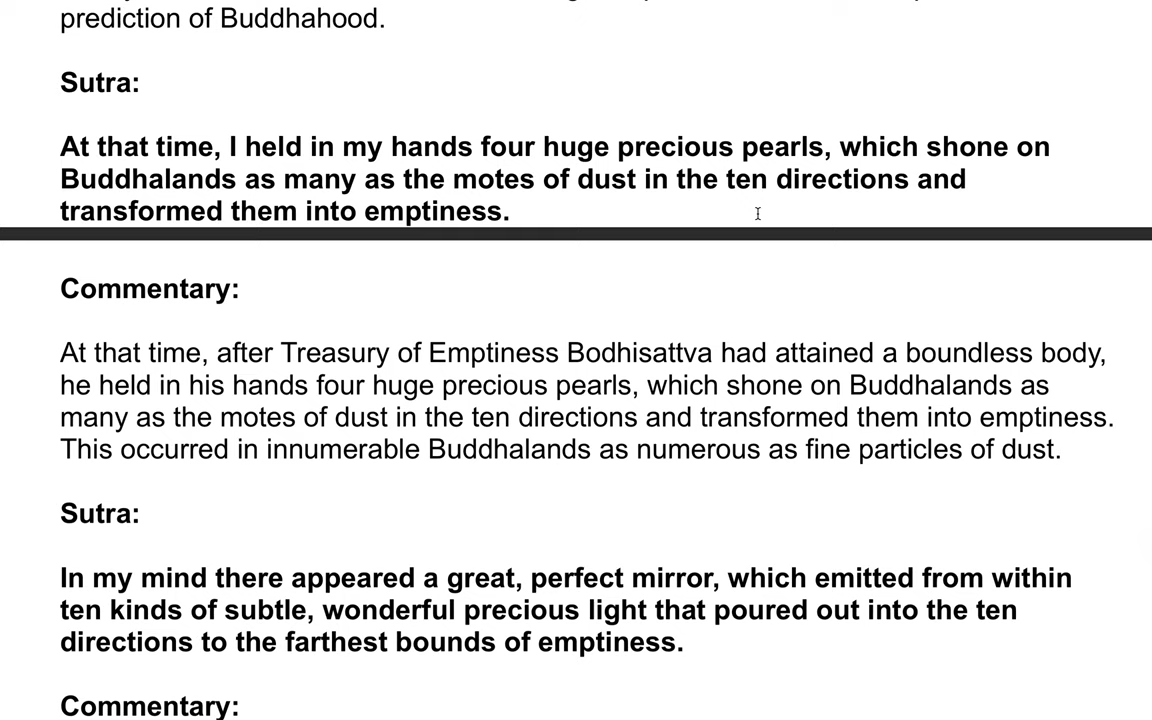 prediction of Buddhahood.
Sutra:
At that time, I held in my hands four huge precious pearls, which shone on
Buddhalands as many as the motes of dust in the ten directions and
transformed them into emptiness.
Commentary:
At that time, after Treasury of Emptiness Bodhisattva had attained a boundless body,
he held in his hands four huge precious pearls, which shone on Buddhalands as
many as the motes of dust in the ten directions and transformed them into emptiness.
This occurred in innumerable Buddhalands as numerous as fine particles of dust.
Sutra:
In my mind there appeared a great, perfect mirror, which emitted from within
ten kinds of subtle, wonderful precious light that poured out into the ten
directions to the farthest bounds of emptiness.
Commentary: